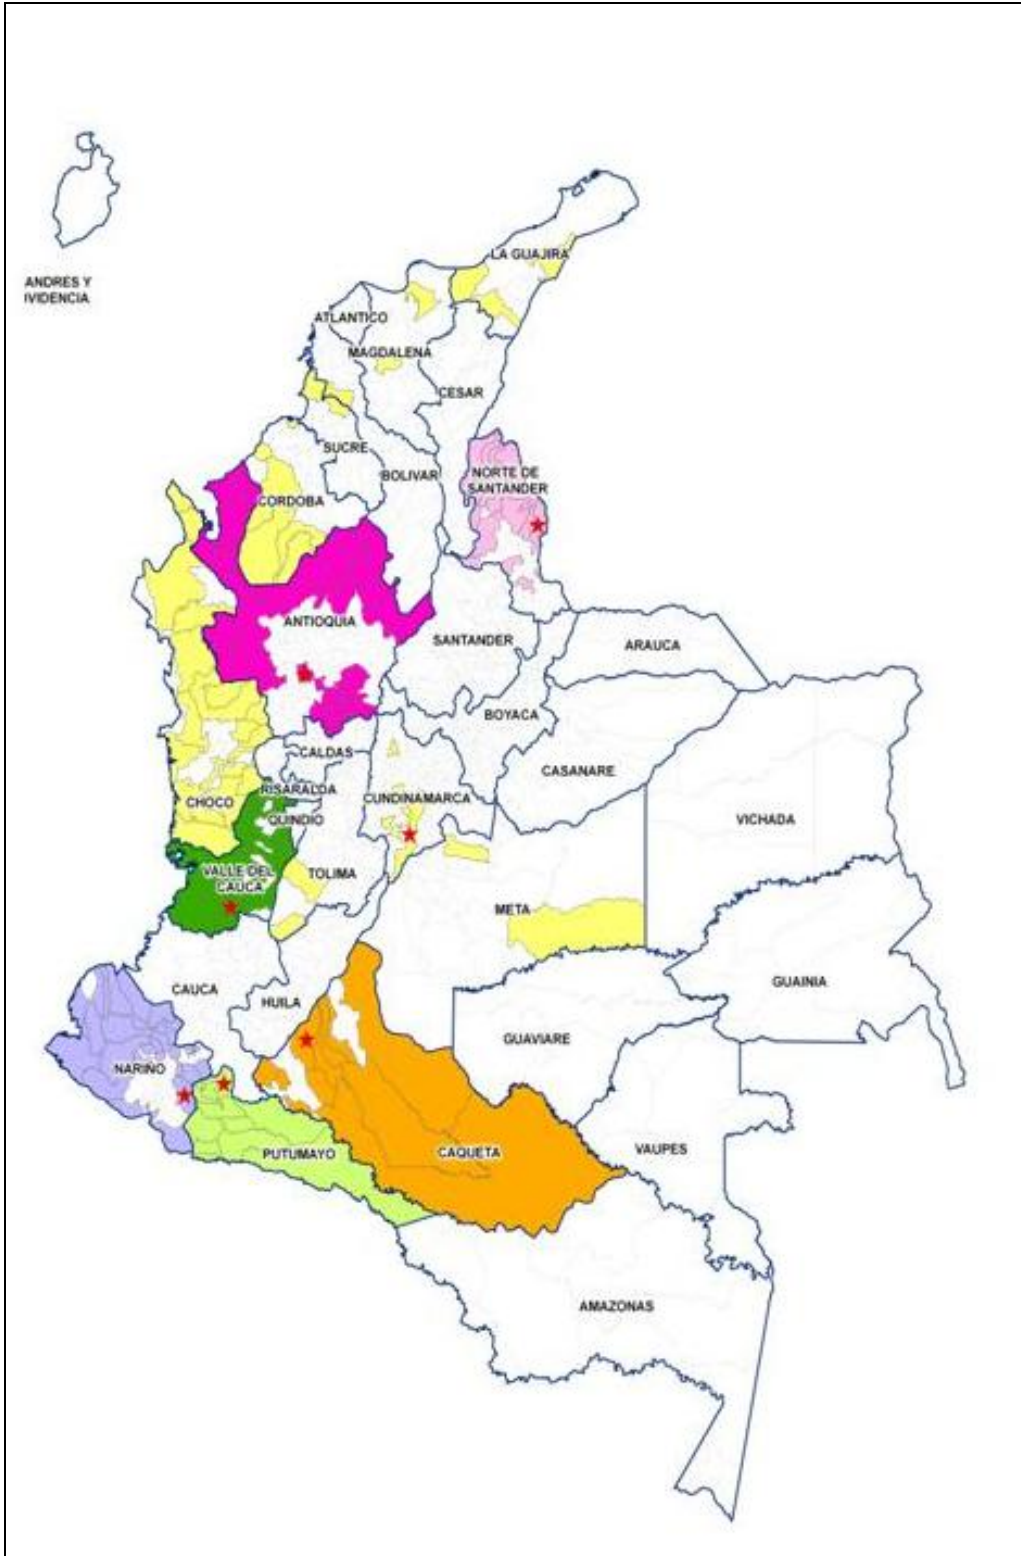 ANDRES Y
IVIDENCIA
LA GUAJIRA
ATLANTICO
MAGDALENA
CESAR
SUCRE
BOLIVAR
NORTE DE
SANTANDER
CORDOBA
ANTIOQUIA
SANTANDER
ARAUCA
BOYACA
CALDAS
CASANARE
RISARALDA
CHOCO
CUNDINAMARCA
QUINDIO
VICHADA
VALLE DEL
CAUCA
TOLIMA
META
CAUCA
HUILA
GUAINIA
GUAVIARE
NARIÑO
PUTUMAYO
CAQUETA
VAUPES
AMAZONAS